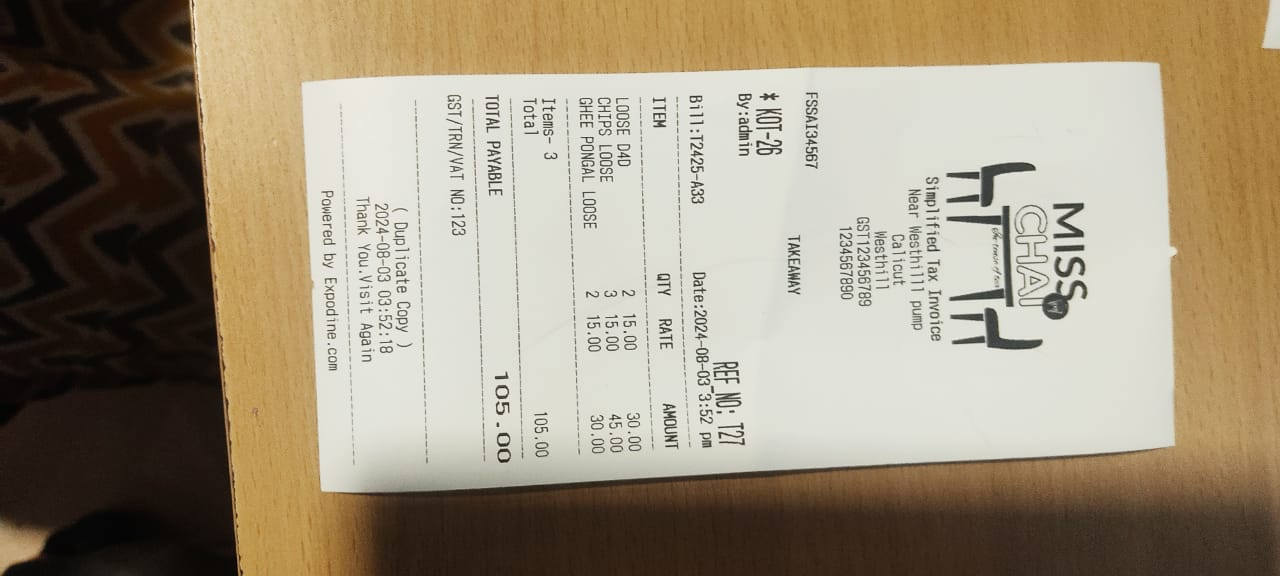 MISS
CHAI
Simplified Tax Invoice
Near Westhilll pump
Calicut
Westhill
GST123456789
1234567890
FSSAI34567
TAKEAWAY
* KOT-26
REF_NO: T27
By:admin
Bill:T2425-A33 Date:2024-08-03 3:52 pm
ITEM QTY RATE AMOUNT
LOOSE D4D 2 15.00 30.00
CHIPS LOOSE 3 15.00 45.00
GHEE PONGAL LOOSE 2 15.00 30.00
Items- 3
Total 105.00
TOTAL PAYABLE 105.00
GST/TRN/VAT NO:123
( Duplicate Copy )
2024-08-03 03:52:18
Thank You.Visit Again
Powered by Expodine.com